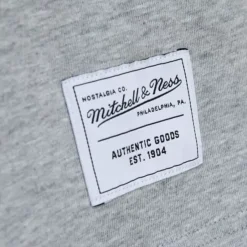 NOSTALGIA CO.
Mitchell & Ness
PHILADELPHIA, PA.
AUTHENTIC GOODS
EST. 1904